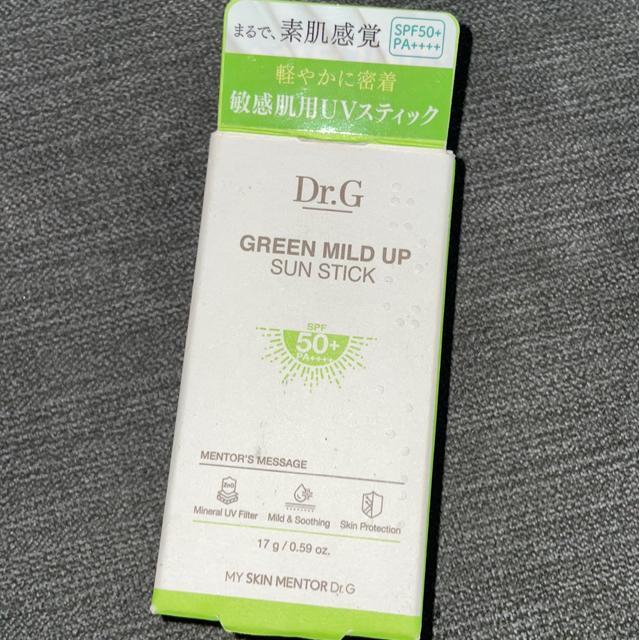 まるで、素肌感覚
SPF50+
PA++++
軽やかに密着
敏感肌用UVスティック
Dr.G
GREEN MILD UP
SUN STICK
SPF
50+
PA++++
MENTOR'S MESSAGE
ZnO
Mineral UV Filter
Mild & Soothing
Skin Protection
17 g / 0.59 oz.
MY SKIN MENTOR Dr.G